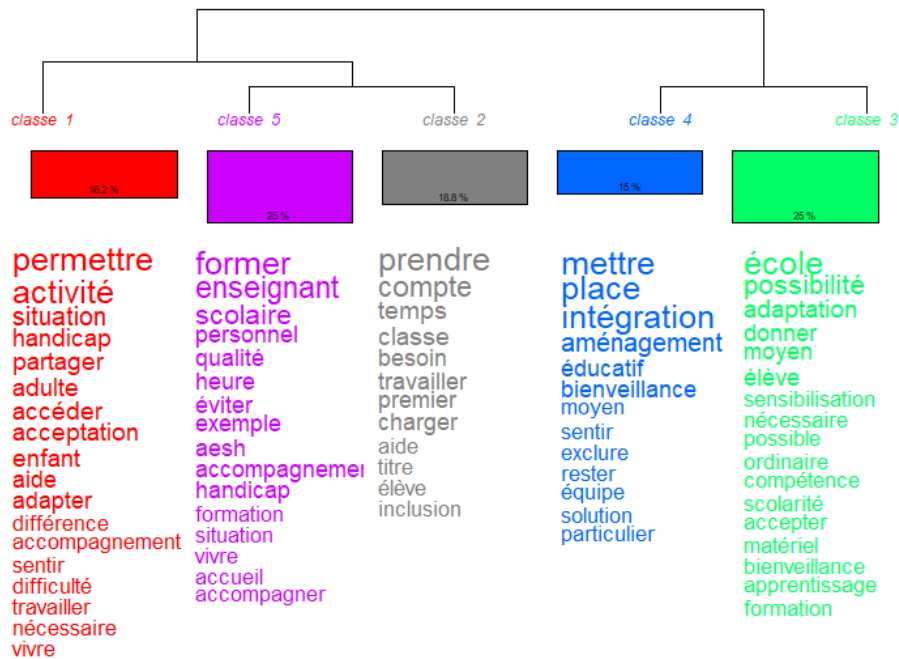 classe 1
classe 5
classe 2
classe 4
classe 3
16.2 %
25 %
18.8 %
15 %
25 %
permettre
activité
situation
handicap
partager
adulte
accéder
acceptation
enfant
aide
adapter
différence
accompagnement
sentir
difficulté
travailler
nécessaire
vivre
former
enseignant
scolaire
personnel
qualité
heure
éviter
exemple
aesh
accompagnemer
handicap
formation
situation
vivre
accueil
accompagner
prendre
compte
temps
classe
besoin
travailler
premier
charger
aide
titre
élève
inclusion
mettre
place
intégration
aménagement
éducatif
bienveillance
moyen
sentir
exclure
rester
équipe
solution
particulier
école
possibilité
adaptation
donner
moyen
élève
sensibilisation
nécessaire
possible
ordinaire
compétence
scolarité
accepter
matériel
bienveillance
apprentissage
formation